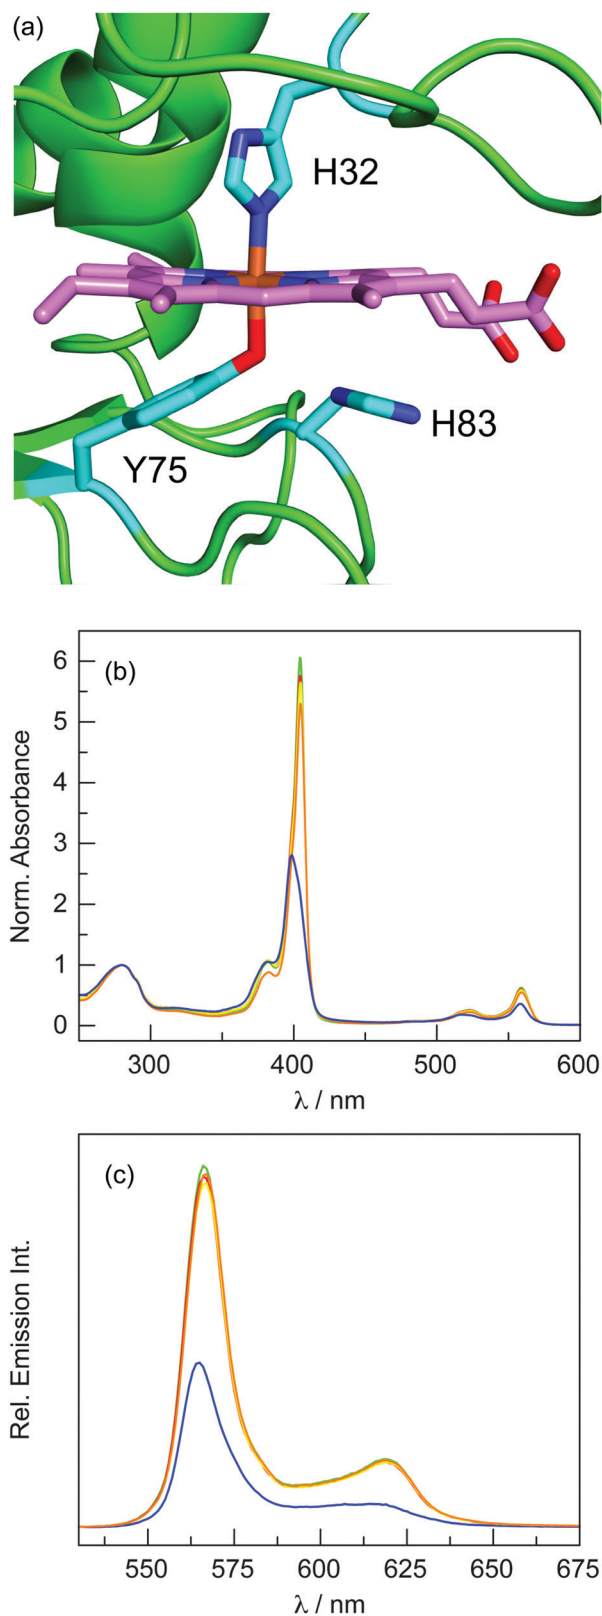 (a)
H32
H83
Y75
(b)
6
5
4
3
2
1
0
Norm. Absorbance
300 400 500 600
λ / nm
(c)
Rel. Emission Int.
550 575 600 625 650 675
λ / nm